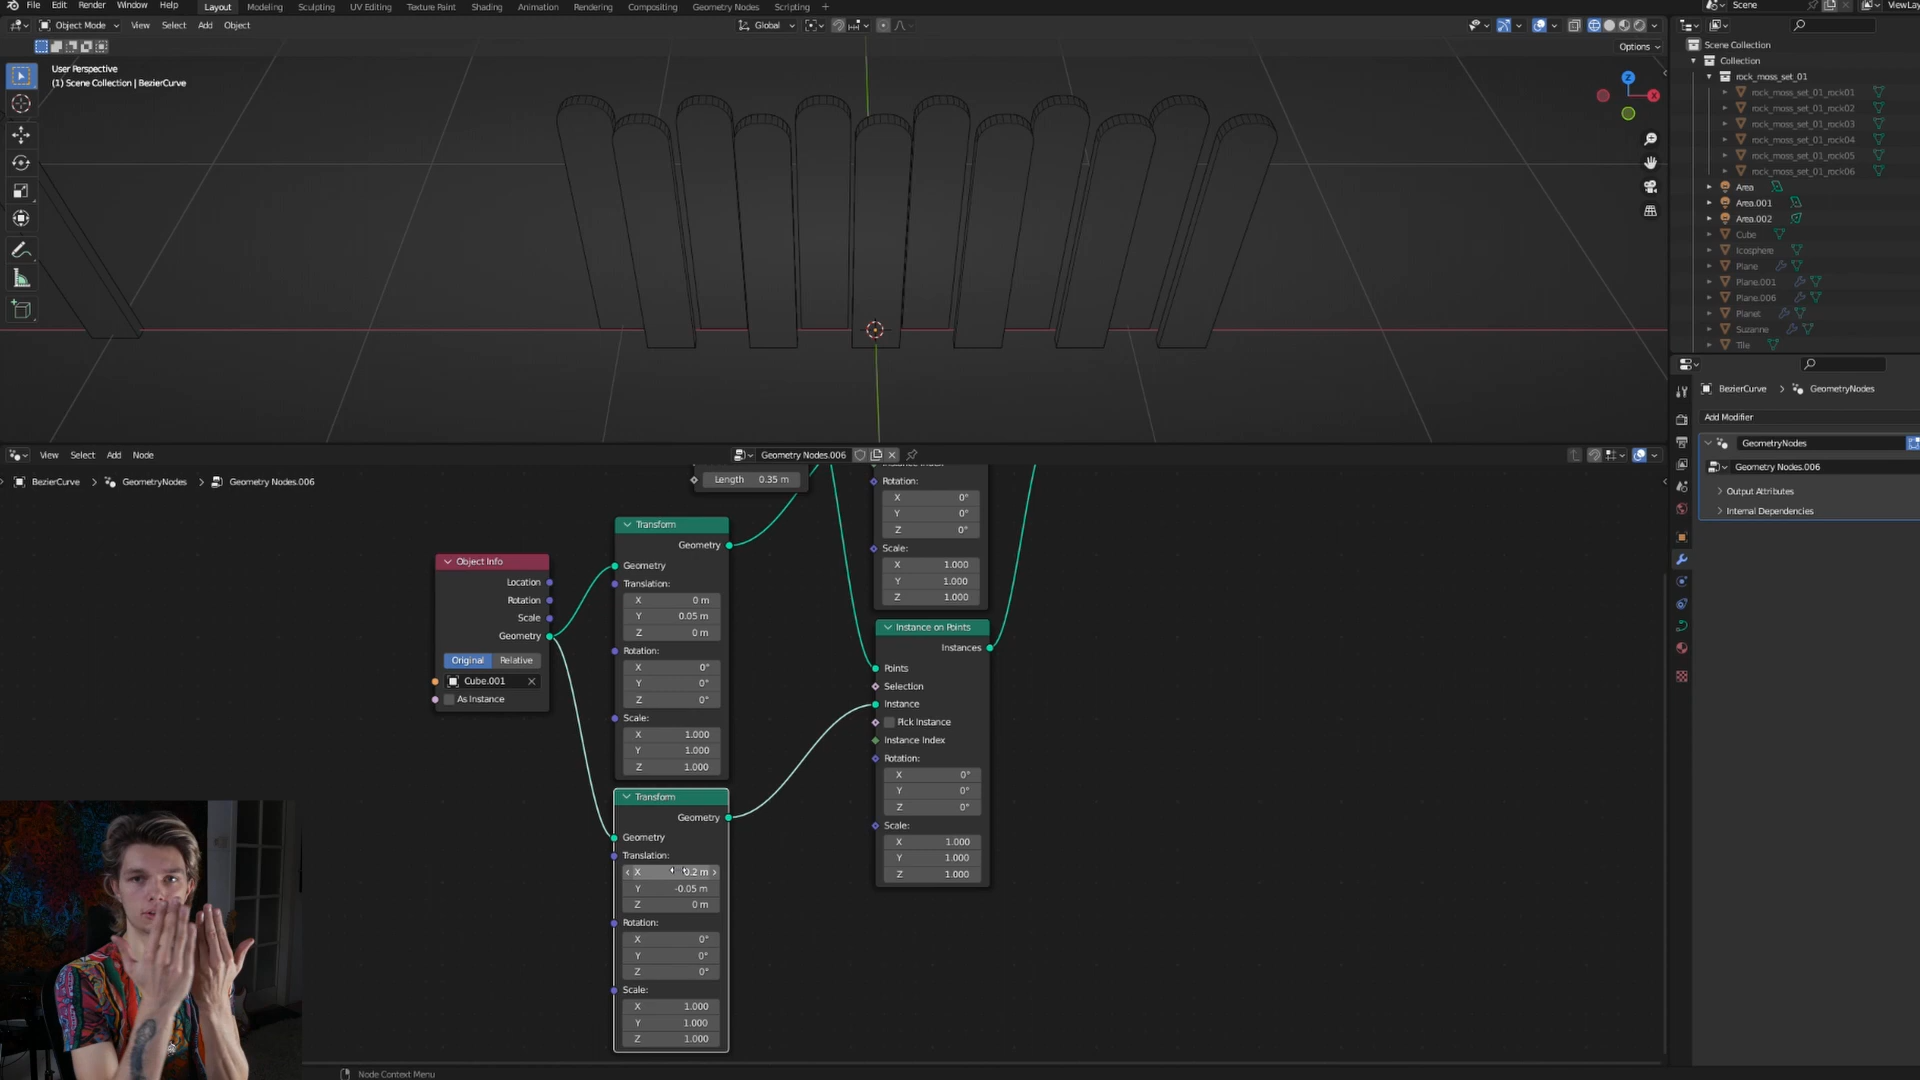 File Edit Render Window Help Layout Modeling Sculpting UV Editing Texture Paint Shading Animation Rendering Compositing Geometry Nodes Scripting + Scene ViewLay
Object Mode View Select Add Object Global
Options
User Perspective
(1) Scene Collection | BezierCurve
Z
X
Scene Collection
Collection
rock_moss_set_01
rock_moss_set_01_rock01
rock_moss_set_01_rock02
rock_moss_set_01_rock03
rock_moss_set_01_rock04
rock_moss_set_01_rock05
rock_moss_set_01_rock06
Area
Area.001
Area.002
Cube
Icosphere
Plane
Plane.001
Plane.006
Planet
Suzanne
Tile
BezierCurve > GeometryNodes
Add Modifier
GeometryNodes
Geometry Nodes.006
Output Attributes
Internal Dependencies
View Select Add Node Geometry Nodes.006
BezierCurve > GeometryNodes > Geometry Nodes.006
Length 0.35 m
Object Info
Location
Rotation
Scale
Geometry
Original Relative
Cube.001
As Instance
Transform
Geometry
Geometry
Translation:
X 0 m
Y 0.05 m
Z 0 m
Rotation:
X 0°
Y 0°
Z 0°
Scale:
X 1.000
Y 1.000
Z 1.000
Transform
Geometry
Geometry
Translation:
X 0.2 m
Y -0.05 m
Z 0 m
Rotation:
X 0°
Y 0°
Z 0°
Scale:
X 1.000
Y 1.000
Z 1.000
Rotation:
X 0°
Y 0°
Z 0°
Scale:
X 1.000
Y 1.000
Z 1.000
Instance on Points
Instances
Points
Selection
Instance
Pick Instance
Instance Index
Rotation:
X 0°
Y 0°
Z 0°
Scale:
X 1.000
Y 1.000
Z 1.000
Node Context Menu